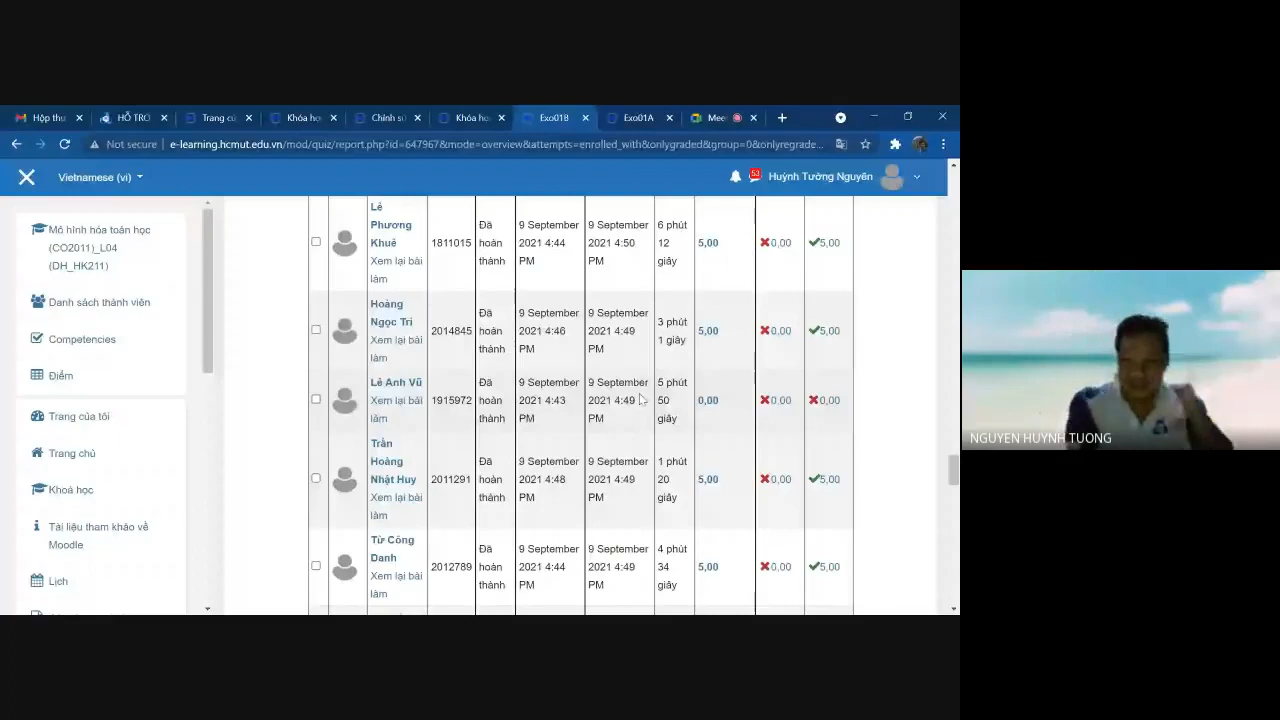 Hộp thư
HỖ TRỢ
Trang củ
Khóa họ
Chính sử
Khóa họ
Exo01B
Exo01A
Mee
Not secure
e-learning.hcmut.edu.vn/mod/quiz/report.php?id=647967&mode=overview&attempts=enrolled_with&onlygraded&group=0&onlyregrade...
Vietnamese (vi)
53
Huỳnh Tường Nguyên
Mô hình hóa toán học
(CO2011)_L04
(DH_HK211)
Danh sách thành viên
Competencies
Điểm
Trang của tôi
Trang chủ
Khoá học
Tài liệu tham khảo về
Moodle
Lịch
Lê
Phương
Khuê
Xem lại bài
làm
1811015
Đã
hoàn
thành
9 September
2021 4:44
PM
9 September
2021 4:50
PM
6 phút
12
giây
5,00
0,00
5,00
Hoàng
Ngọc Trí
Xem lại bài
làm
2014845
Đã
hoàn
thành
9 September
2021 4:46
PM
9 September
2021 4:49
PM
3 phút
1 giây
5,00
0,00
5,00
Lê Anh Vũ
Xem lại bài
làm
1915972
Đã
hoàn
thành
9 September
2021 4:43
PM
9 September
2021 4:49
PM
5 phút
50
giây
0,00
0,00
0,00
Trần
Hoàng
Nhật Huy
Xem lại bài
làm
2011291
Đã
hoàn
thành
9 September
2021 4:48
PM
9 September
2021 4:49
PM
1 phút
20
giây
5,00
0,00
5,00
Từ Công
Danh
Xem lại bài
làm
2012789
Đã
hoàn
thành
9 September
2021 4:44
PM
9 September
2021 4:49
PM
4 phút
34
giây
5,00
0,00
5,00
NGUYEN HUYNH TUONG